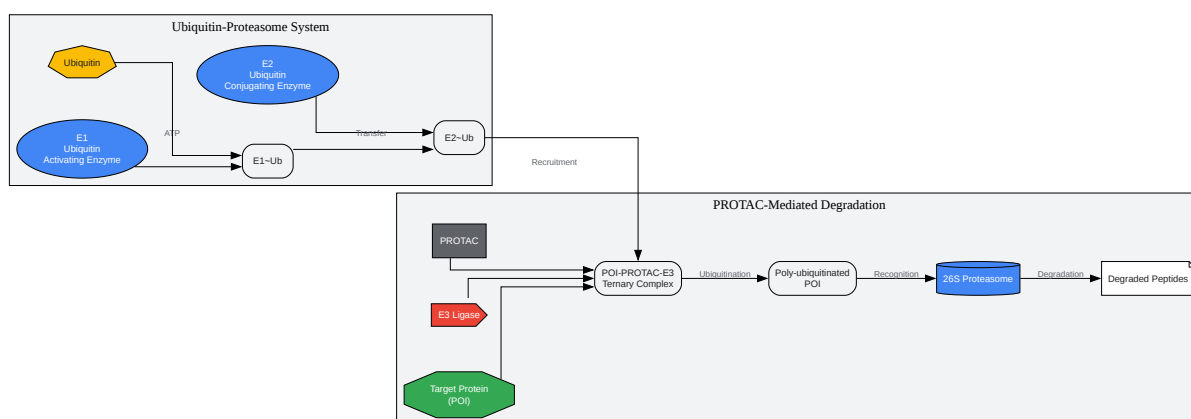 Ubiquitin-Proteasome System
Ubiquitin
E2
Ubiquitin
Conjugating Enzyme
ATP
Transfer
E2~Ub
E1
Ubiquitin
Activating Enzyme
E1~Ub
Recruitment
PROTAC-Mediated Degradation
PROTAC
POI-PROTAC-E3
Ternary Complex
Ubiquitination
Poly-ubiquitinated
POI
Recognition
26S Proteasome
Degradation
Degraded Peptides
E3 Ligase
Target Protein
(POI)